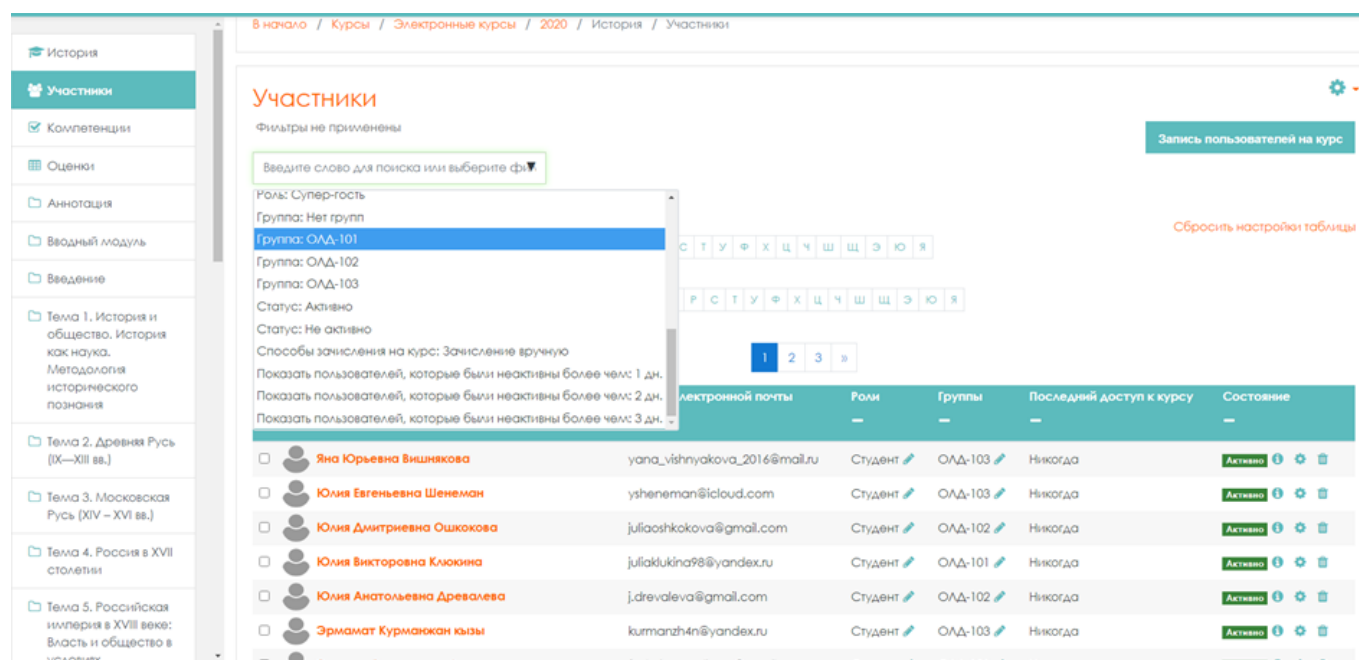 В начало / Курсы / Электронные курсы / 2020 / История / Участники
История
Участники
Компетенции
Оценки
Аннотация
Вводный модуль
Введение
Тема 1. История и
общество. История
как наука.
Методология
исторического
познания
Тема 2. Древняя Русь
(IX—XIII вв.)
Тема 3. Московская
Русь (XIV – XVI вв.)
Тема 4. Россия в XVII
столетии
Тема 5. Российская
империя в XVIII веке:
Власть и общество в
условиях
Участники
Фильтры не применены
Запись пользователей на курс
Введите слово для поиска или выберите фи
Роль: Супер-гость
Группа: Нет групп
Группа: ОЛД-101
Группа: ОЛД-102
Группа: ОЛД-103
Статус: Активно
Статус: Не активно
Способы зачисления на курс: Зачисление вручную
Показать пользователей, которые были неактивны более чем: 1 дн.
Показать пользователей, которые были неактивны более чем: 2 дн.
Показать пользователей, которые были неактивны более чем: 3 дн.
Сбросить настройки таблицы
С Т У Ф Х Ц Ч Ш Щ Э Ю Я
Р С Т У Ф Х Ц Ч Ш Щ Э Ю Я
1 2 3 »
лектронной почты Роли Группы Последний доступ к курсу Состояние
Яна Юрьевна Вишнякова yana_vishnyakova_2016@mail.ru Студент ОЛД-103 Никогда Активно
Юлия Евгеньевна Шенеман ysheneman@icloud.com Студент ОЛД-103 Никогда Активно
Юлия Дмитриевна Ошкокова juliaoshkokova@gmail.com Студент ОЛД-102 Никогда Активно
Юлия Викторовна Клюкина juliaklukina98@yandex.ru Студент ОЛД-101 Никогда Активно
Юлия Анатольевна Древалева j.drevaleva@gmail.com Студент ОЛД-102 Никогда Активно
Эрмамат Курманжан кызы kurmanzh4n@yandex.ru Студент ОЛД-103 Никогда Активно